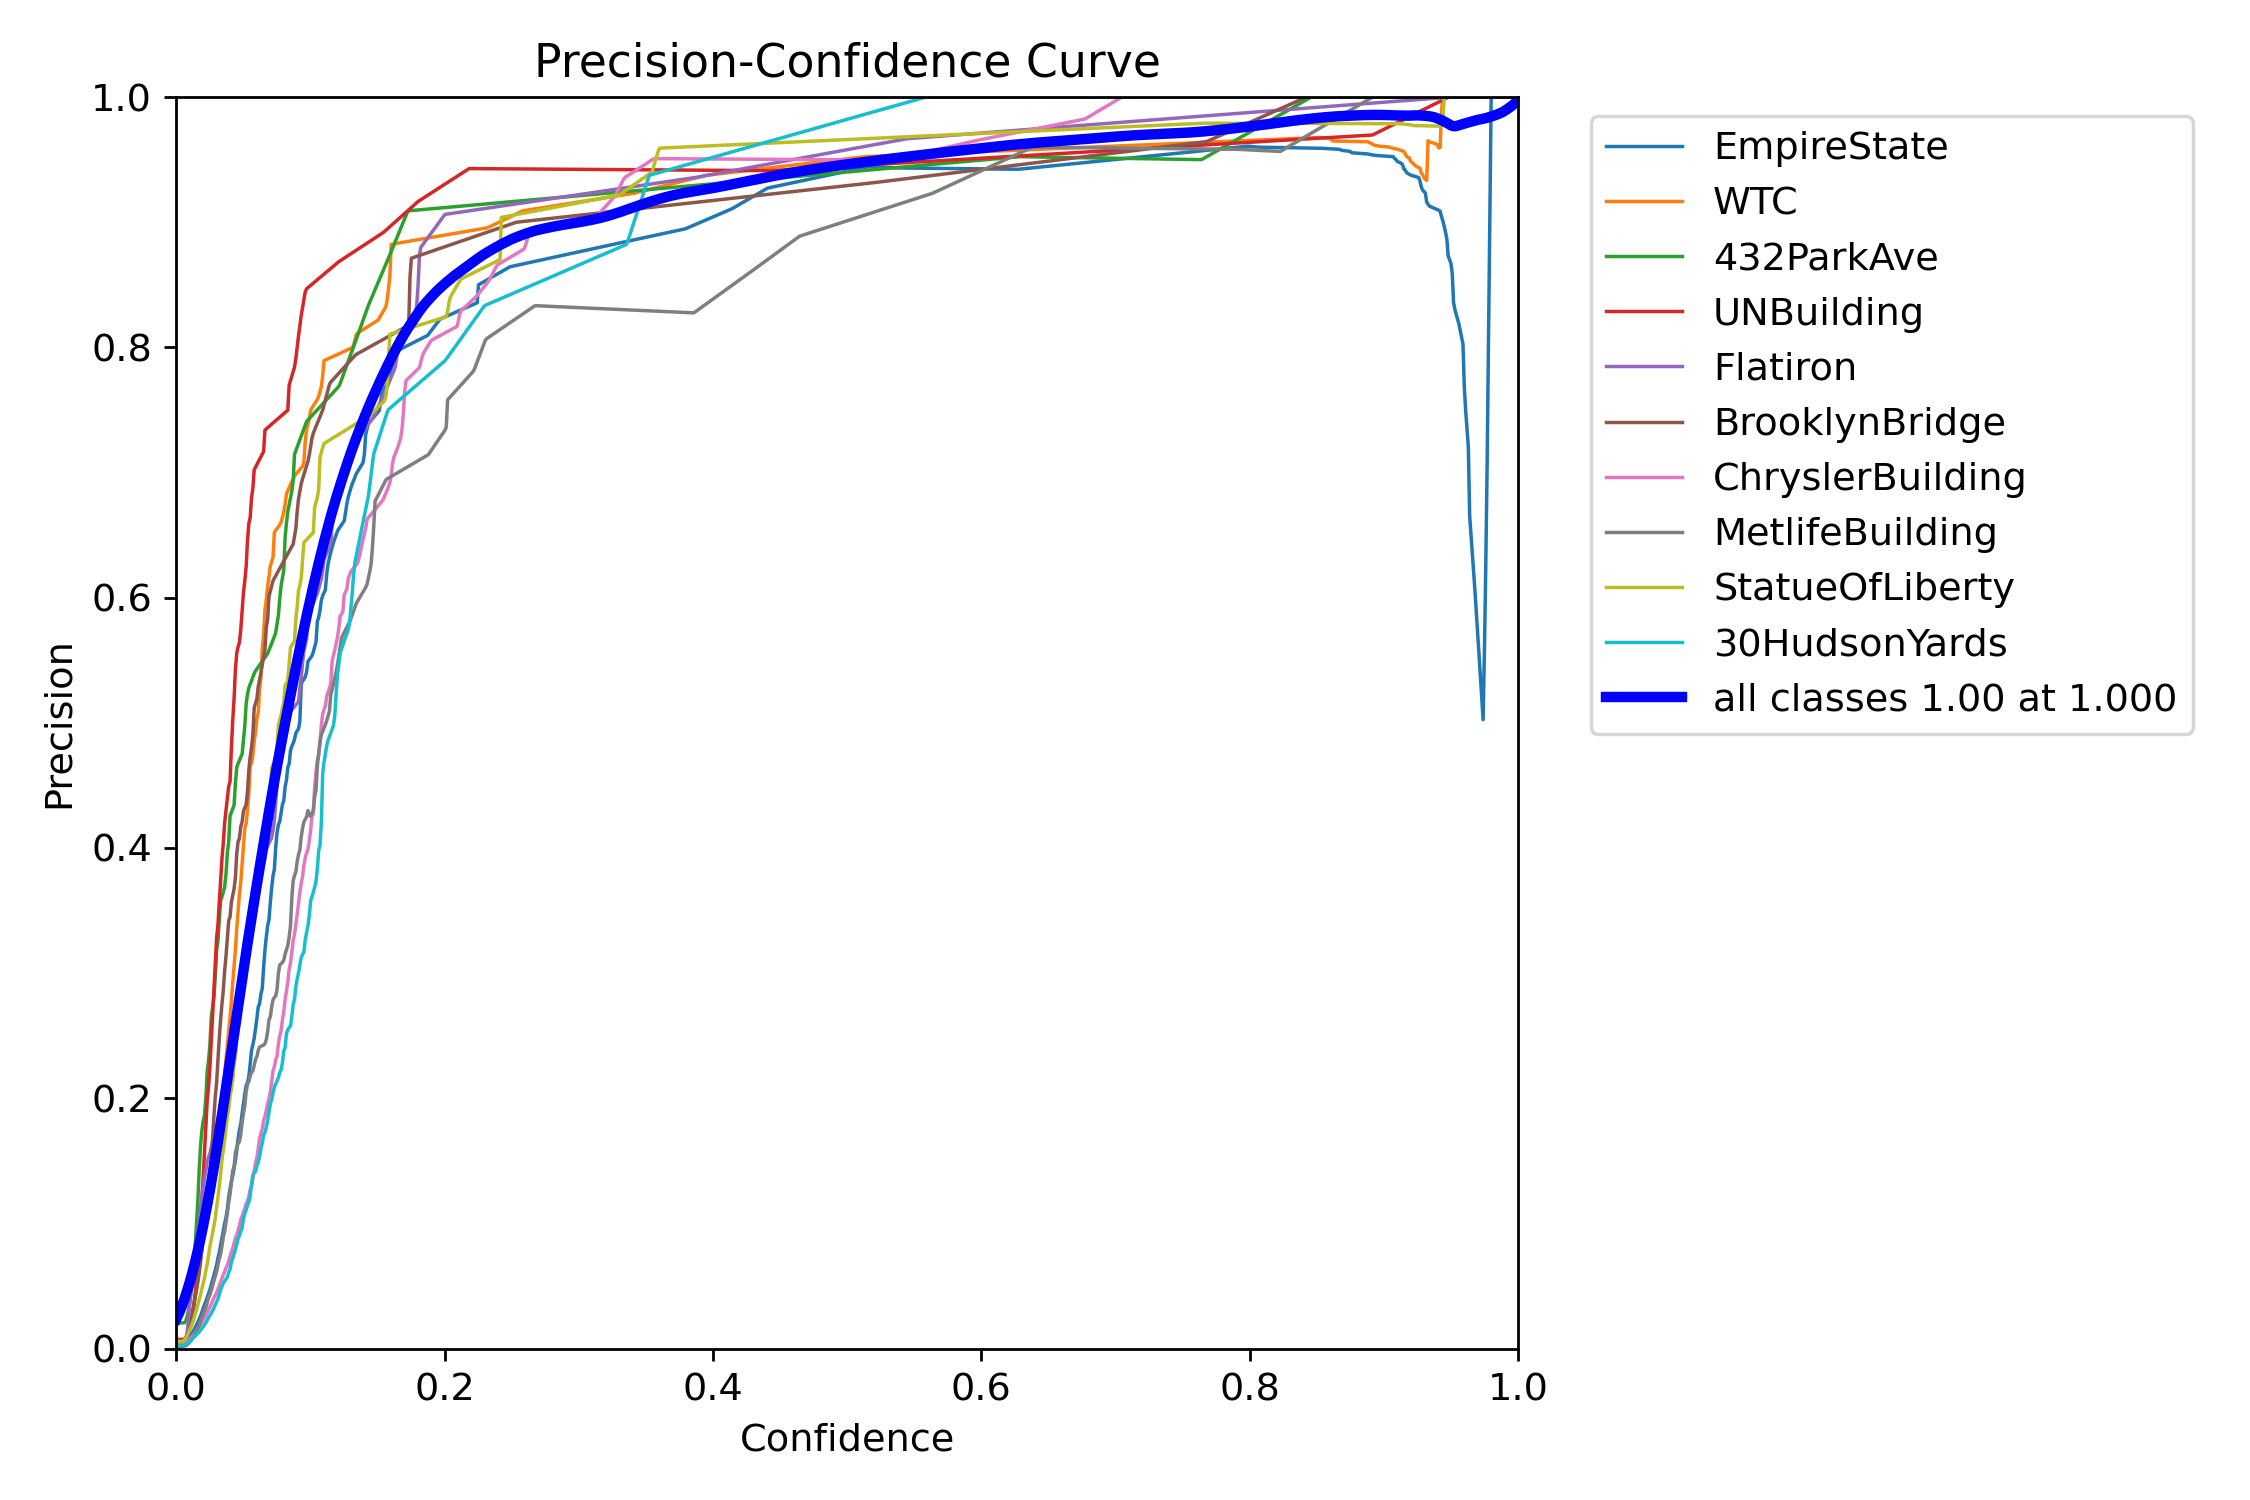 Precision-Confidence Curve
1.0
0.8
0.6
0.4
0.2
0.0
Precision
0.0 0.2 0.4 0.6 0.8 1.0
Confidence
EmpireState
WTC
432ParkAve
UNBuilding
Flatiron
BrooklynBridge
ChryslerBuilding
MetlifeBuilding
StatueOfLiberty
30HudsonYards
all classes 1.00 at 1.000